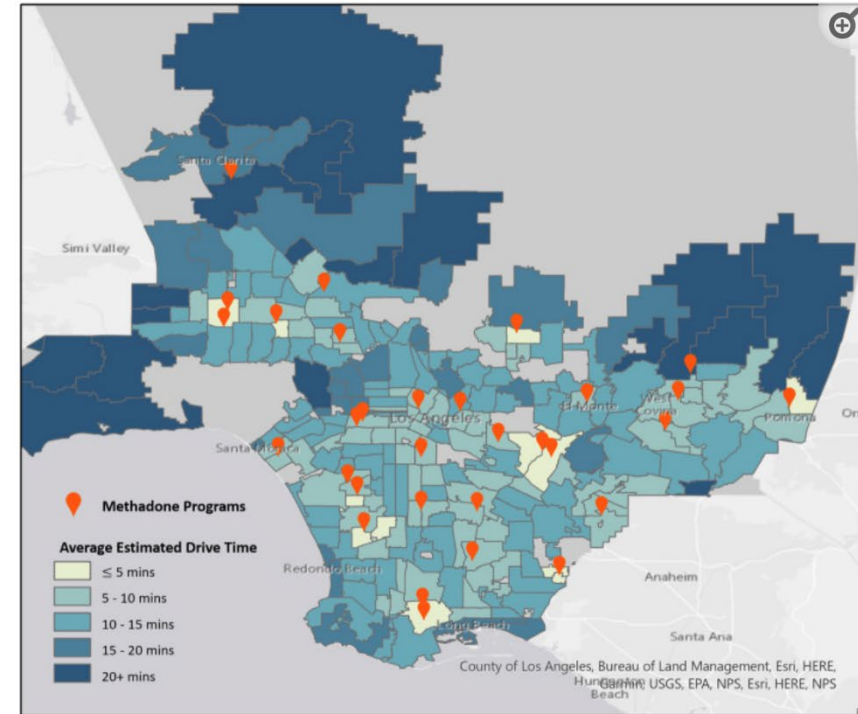 Santa Clarita
Simi Valley
Los Angeles
El Monte
West
Covina
Pomona
Santa Monica
Methadone Programs
Average Estimated Drive Time
≤ 5 mins
5 - 10 mins
10 - 15 mins
15 - 20 mins
20+ mins
Redondo Beach
Anaheim
Long Beach
Santa Ana
County of Los Angeles, Bureau of Land Management, Esri, HERE,
Garmin, USGS, EPA, NPS, Esri, HERE, NPS
Beach